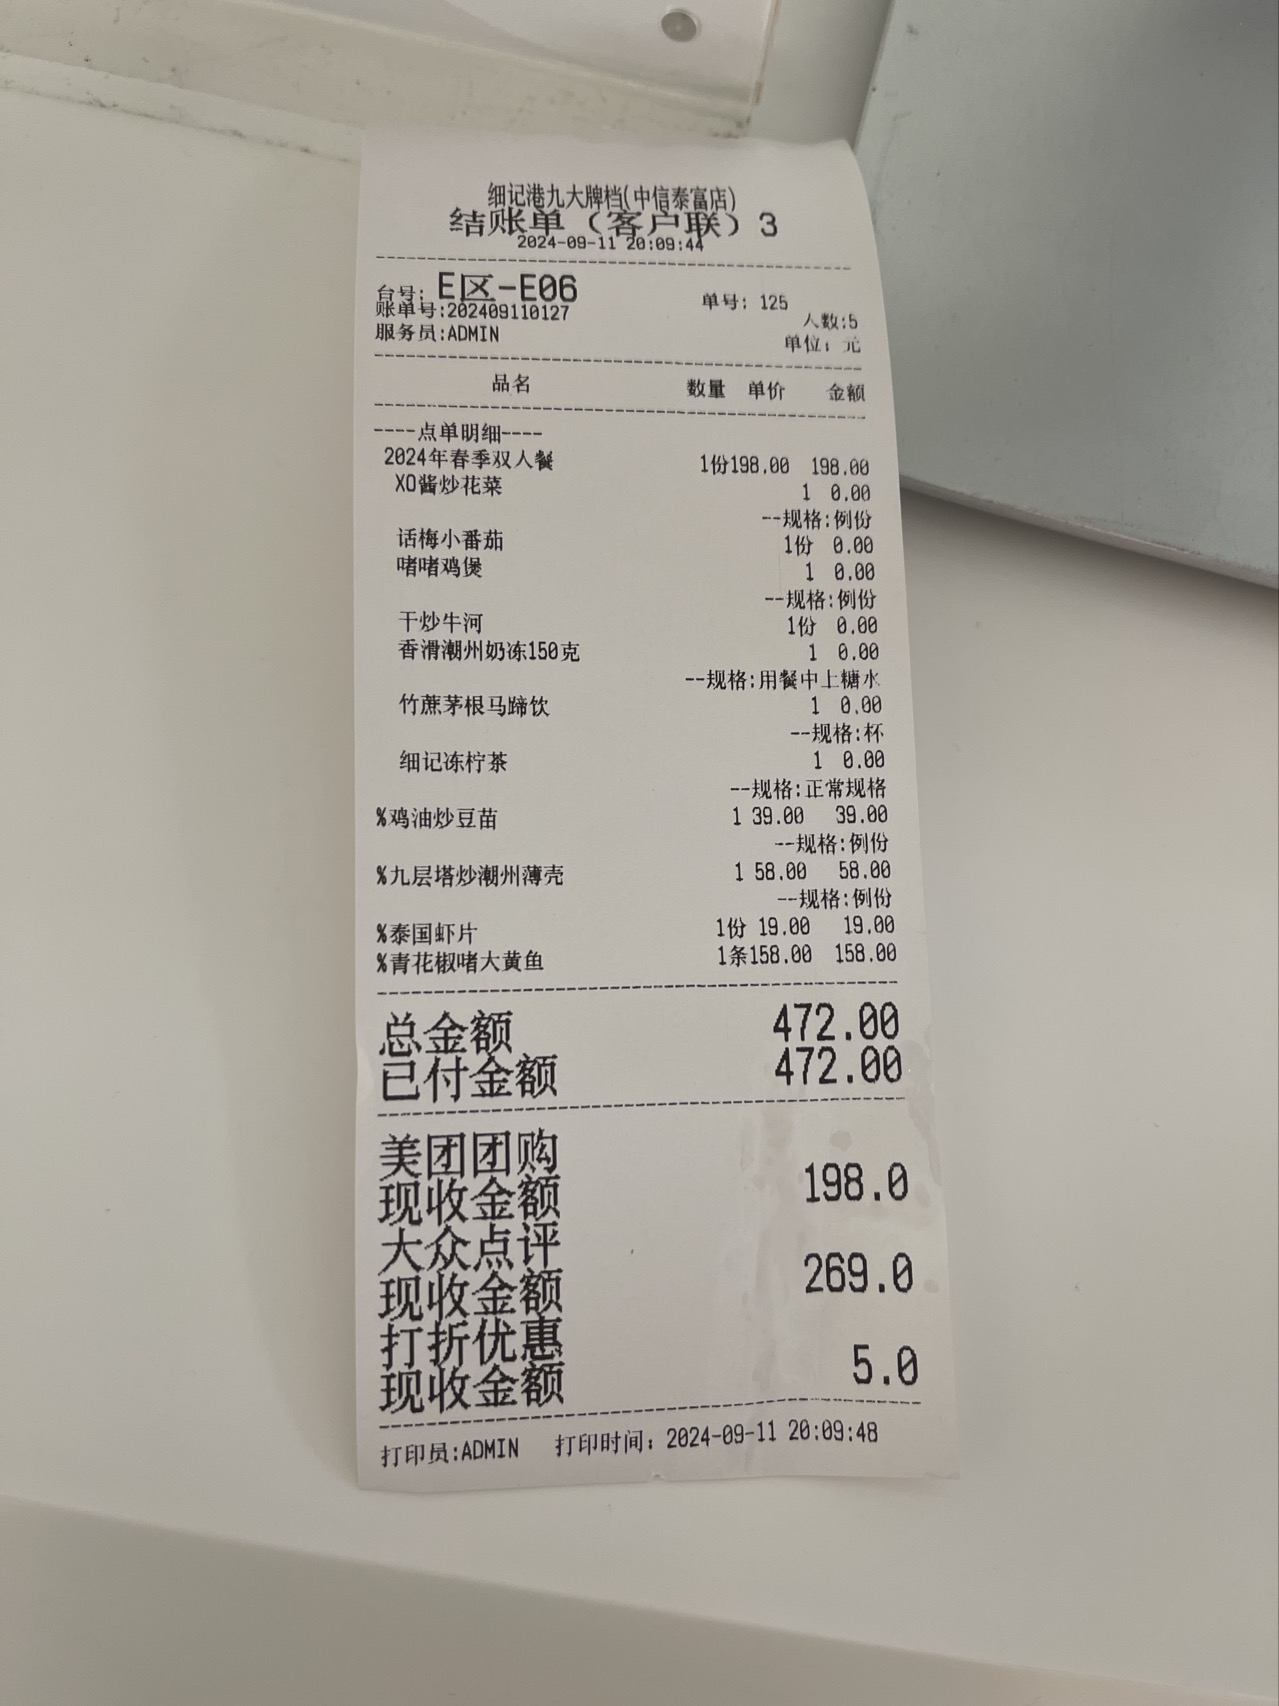 细记港九大牌档(中信泰富店)
结账单（客户联）3
2024-09-11 20:09:44
台号: E区-E06 单号: 125
账单号:202409110127 人数:5
服务员:ADMIN 单位: 元
品名 数量 单价 金额
----点单明细----
2024年春季双人餐 1份198.00 198.00
XO酱炒花菜 1 0.00
--规格:例份
话梅小番茄 1份 0.00
啫啫鸡煲 1 0.00
--规格:例份
干炒牛河 1份 0.00
香滑潮州奶冻150克 1 0.00
--规格:用餐中上糖水
竹蔗茅根马蹄饮 1 0.00
--规格:杯
细记冻柠茶 1 0.00
--规格:正常规格
%鸡油炒豆苗 1 39.00 39.00
--规格:例份
%九层塔炒潮州薄壳 1 58.00 58.00
--规格:例份
%泰国虾片 1份 19.00 19.00
%青花椒啫大黄鱼 1条158.00 158.00
总金额 472.00
已付金额 472.00
美团团购
现收金额 198.0
大众点评
现收金额 269.0
打折优惠
现收金额 5.0
打印员:ADMIN 打印时间: 2024-09-11 20:09:48